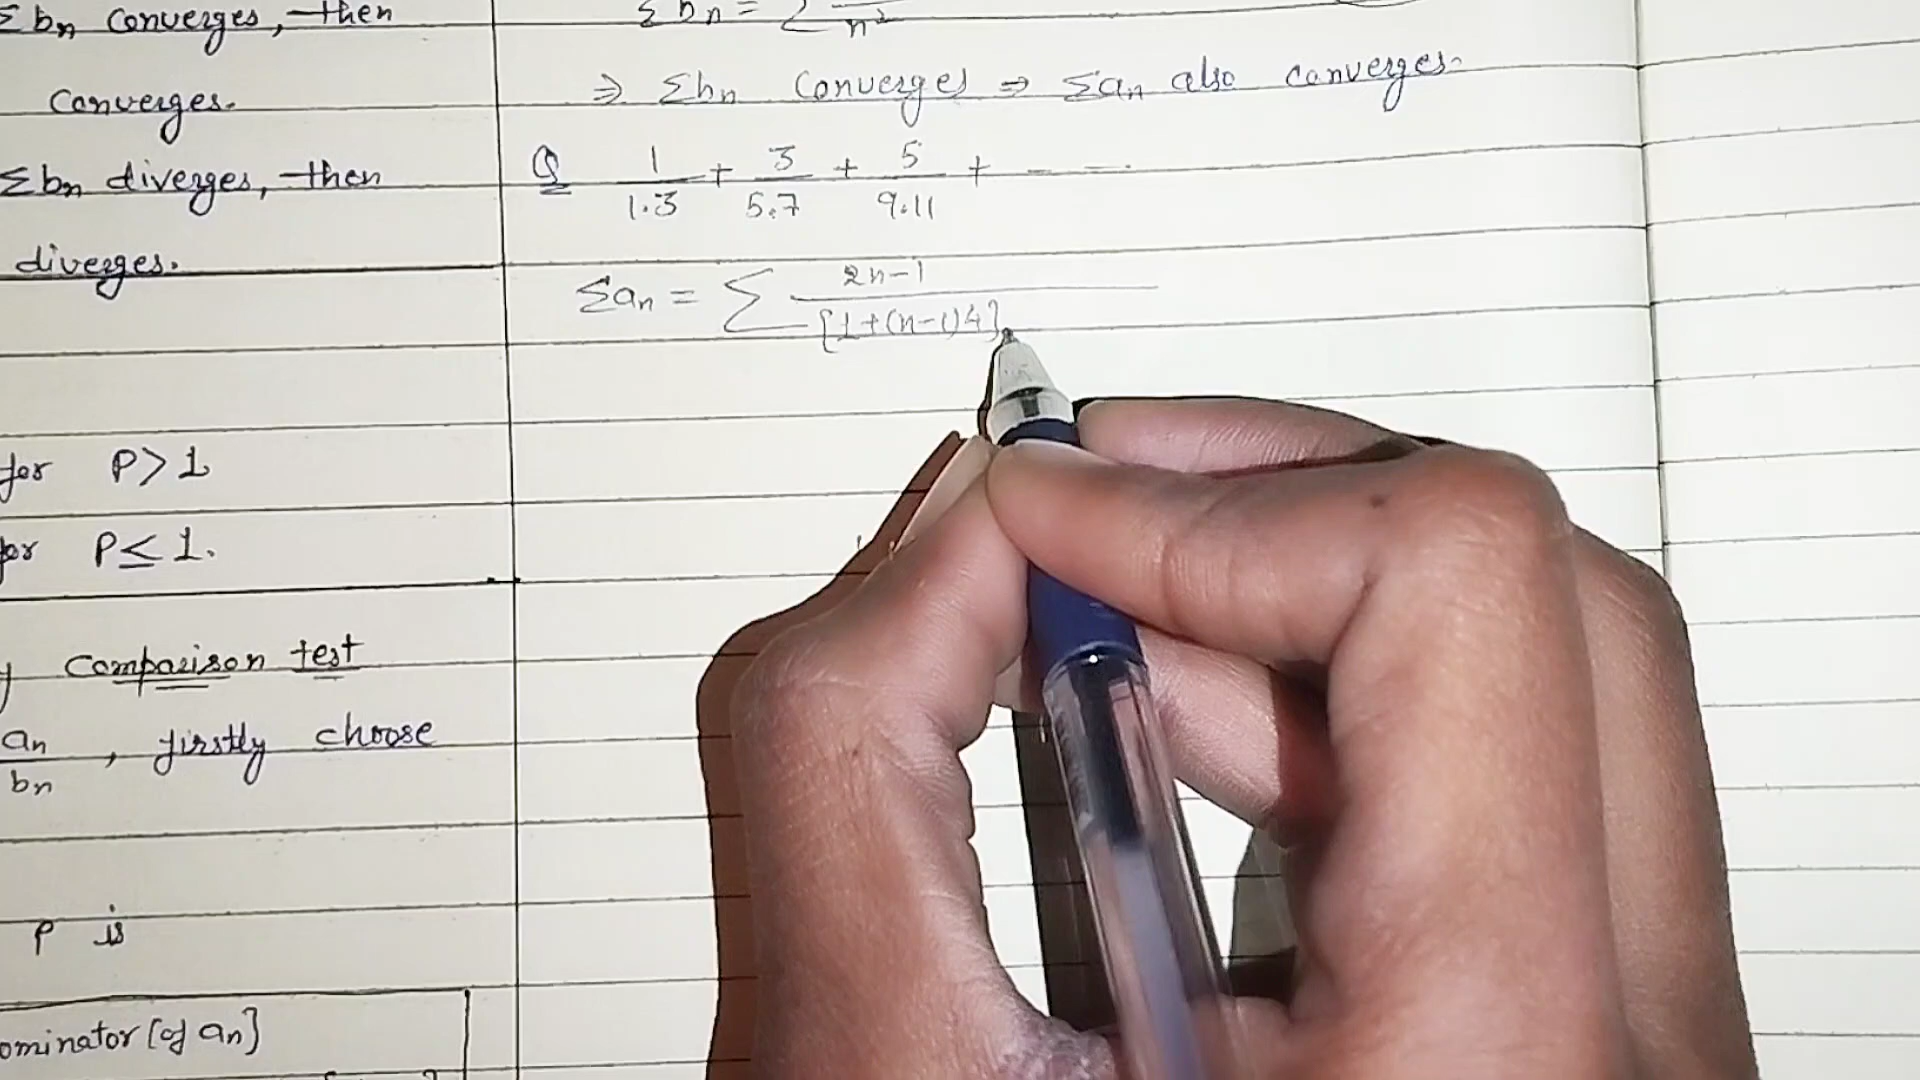 Σbn converges, then
converges.
Σbn diverges, then
diverges.
for P>1
for P≤1.
comparison test
an/bn, firstly choose
P is
ominator [of an]
Σbn = Σ /n²
⇒ Σbn converges ⇒ Σan also converges.
Q 1/1.3 + 3/5.7 + 5/9.11 + - - -
Σan = Σ 2n-1/[1+(n-1)4]